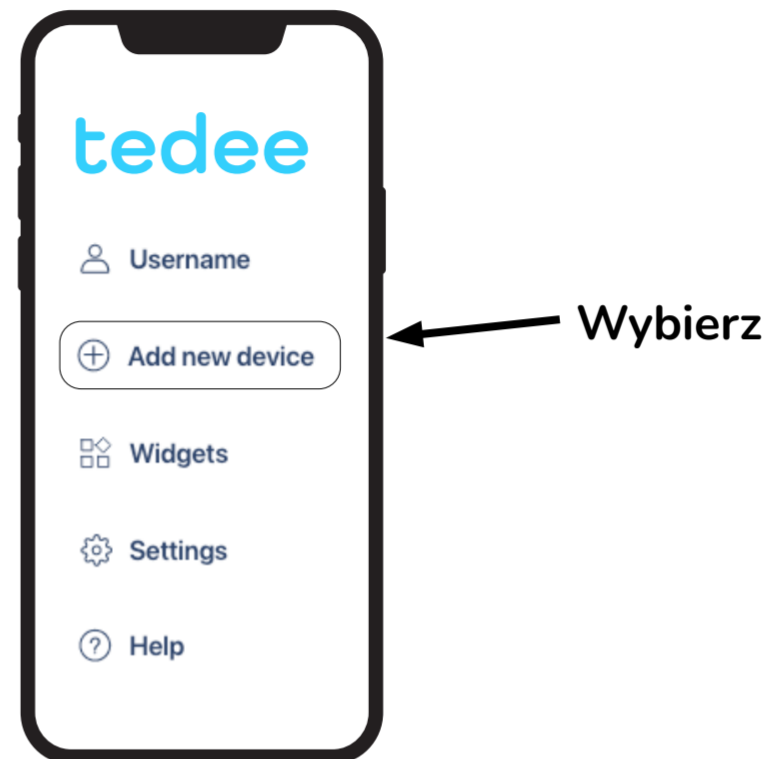 tedee
Username
Add new device
Wybierz
Widgets
Settings
Help